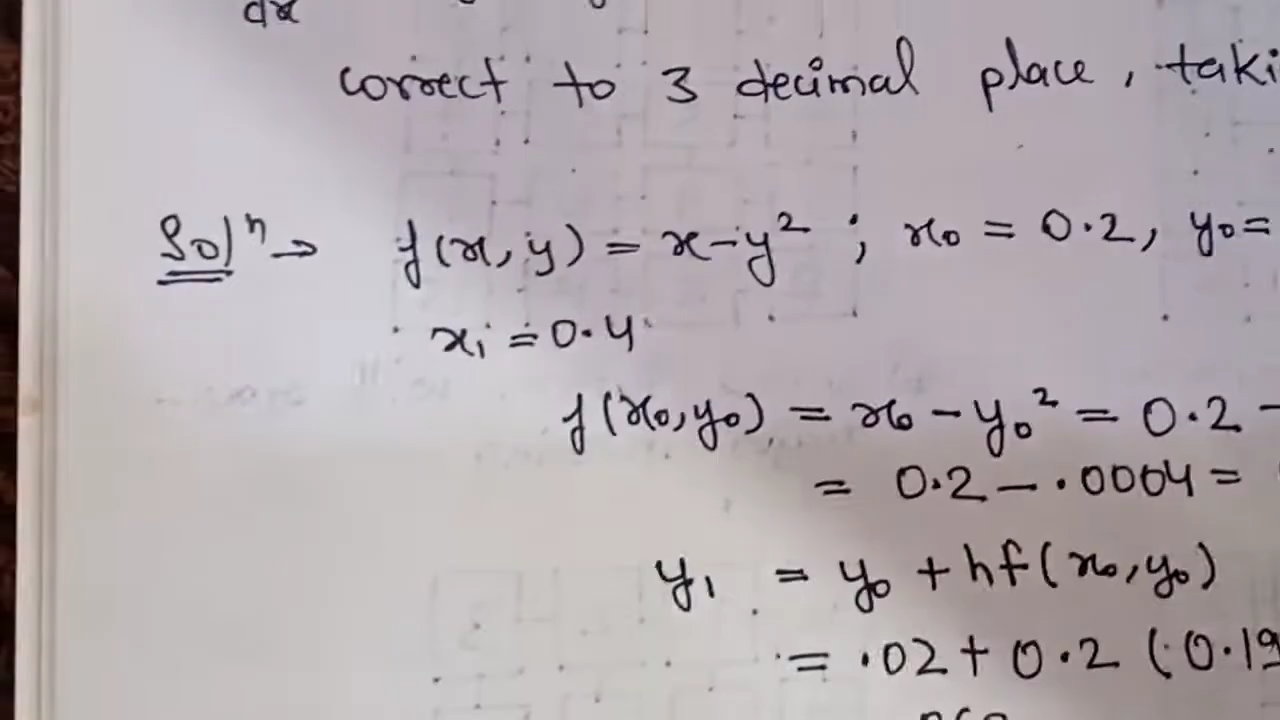 dx
correct to 3 decimal place, taki
Solⁿ → f(x, y) = x-y² ; x₀ = 0.2, y₀=
x₁ = 0.4
f(x₀,y₀) = x₀ - y₀² = 0.2 -
= 0.2 - .0004 =
y₁ = y₀ + hf(x₀,y₀)
= .02 + 0.2 (0.19